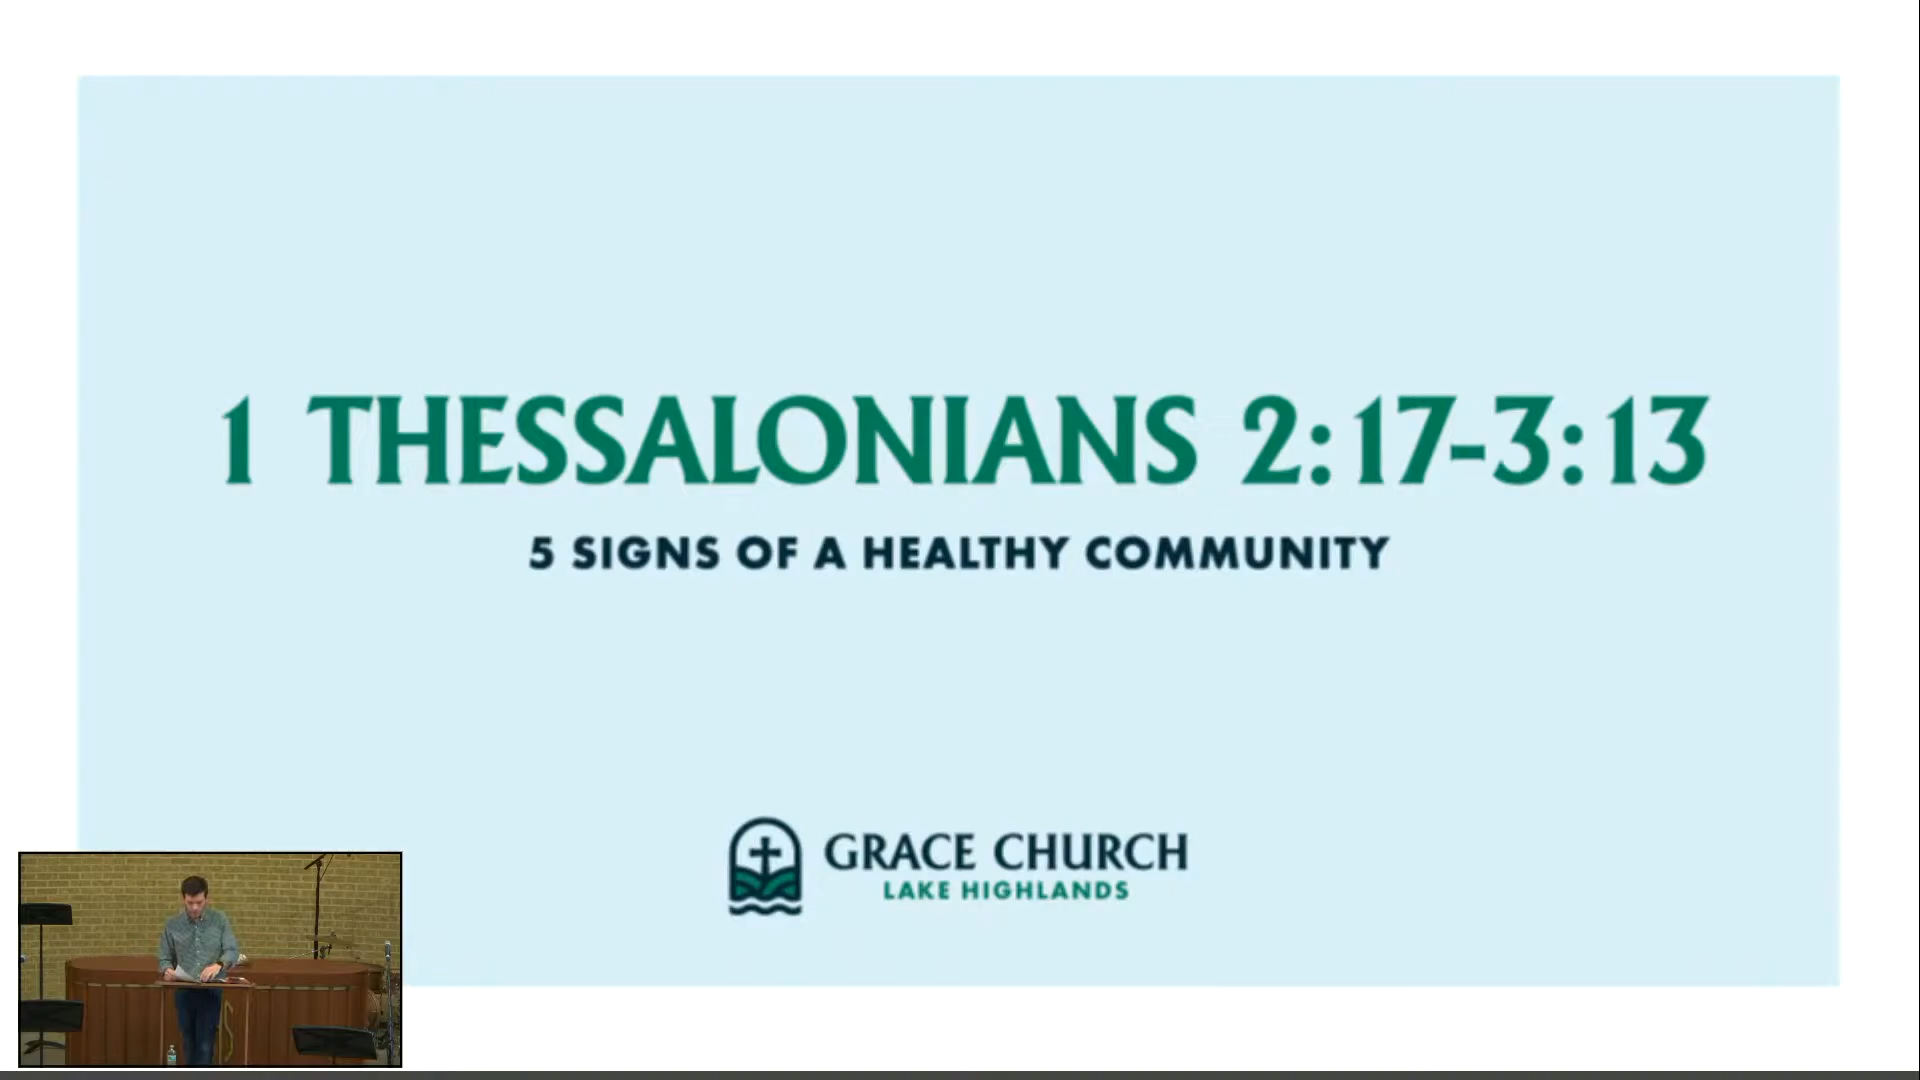 1 THESSALONIANS 2:17-3:13
5 SIGNS OF A HEALTHY COMMUNITY
GRACE CHURCH
LAKE HIGHLANDS